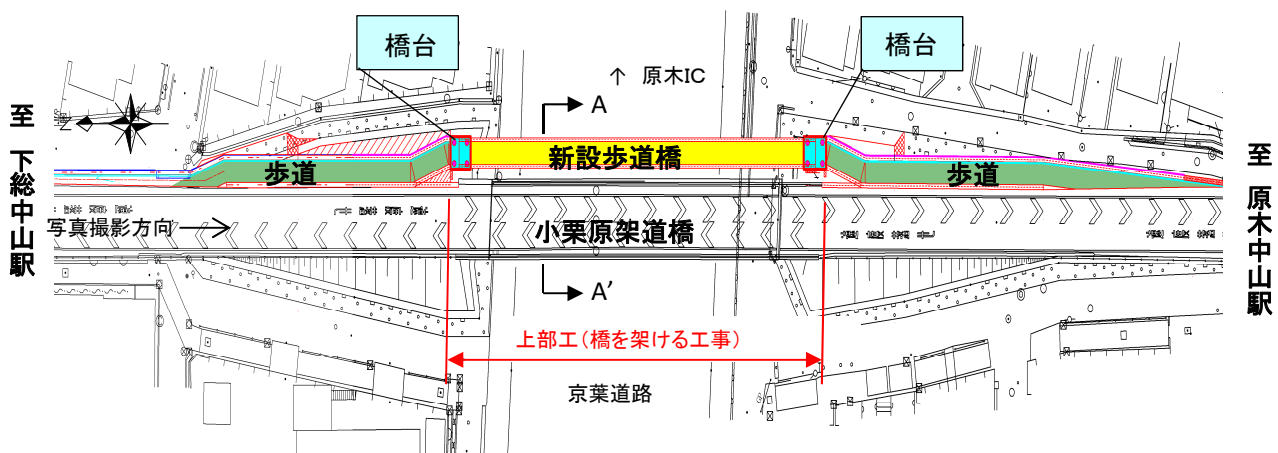 橋台
橋台
↑ 原木IC
A
至 下総中山駅
Z
新設歩道橋
歩道
歩道
至 原木中山駅
写真撮影方向
小栗原架道橋
A'
上部工(橋を架ける工事)
京葉道路